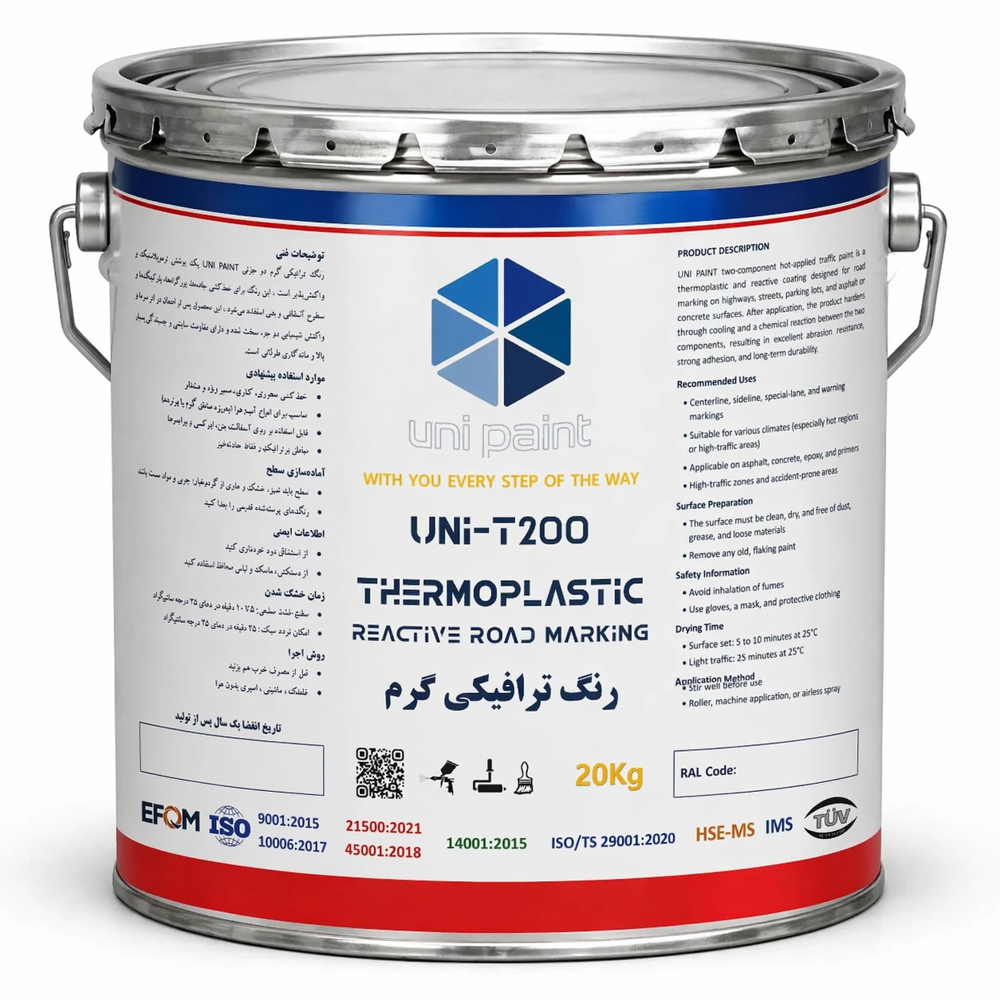 توضیحات فنی
رنگ ترافیکی گرم دو جزئی UNI PAINT یک پوشش ترموپلاستیک و
واکنش‌پذیر است ، این رنگ برای خط‌کشی جاده‌ها، بزرگراه‌ها، پارکینگ‌ها و
سطوح آسفالتی و بتنی استفاده می‌شود ، این محصول پس از اعمال در اثر سرما و
واکنش شیمیایی دو جزء سخت شده و دارای مقاومت سایشی و چسبندگی بسیار
بالا و ماندگاری طولانی است.
موارد استفاده پیشنهادی
• خط کشی محوری، کناری، مسیر ویژه و هشدار
• مناسب برای انواع آب و هوا
• قابل استفاده بر روی آسفالت، بتن، اپوکسی و پرایمرها
• مناطق پر ترافیک و نقاط حادثه‌خیز
آماده‌سازی سطح
• سطح باید تمیز، خشک و عاری از گردوغبار، چربی و مواد سست باشد
• رنگ‌های پوسته‌شده قدیمی را جدا کنید
اطلاعات ایمنی
• از استنشاق دود خودداری کنید
• از دستکش، ماسک و لباس محافظ استفاده کنید
زمان خشک شدن
• سطح خشک سطحی: ۵ تا ۱۰ دقیقه در دمای ۲۵ درجه سانتیگراد
• امکان تردد سبک : ۲۵ دقیقه در دمای ۲۵ درجه سانتیگراد
روش اجرا
• قبل از مصرف خوب هم بزنید
• غلطک ، ماشینی ، اسپری بدون هوا
تاریخ انقضا یک سال پس از تولید
uni paint
WITH YOU EVERY STEP OF THE WAY
UNi-T200
THERMOPLASTiC
REACTiVE ROAD MARKiNG
رنگ ترافیکی گرم
20Kg
PRODUCT DESCRIPTION
UNI PAINT two-component hot-applied traffic paint is a
thermoplastic and reactive coating designed for road
marking on highways, streets, parking lots, and asphalt or
concrete surfaces. After application, the product hardens
through cooling and a chemical reaction between the two
components, resulting in excellent abrasion resistance,
strong adhesion, and long-term durability.
Recommended Uses
• Centerline, sideline, special-lane, and warning
markings
• Suitable for various climates (especially hot regions
or high-traffic areas)
• Applicable on asphalt, concrete, epoxy, and primers
• High-traffic zones and accident-prone areas
Surface Preparation
• The surface must be clean, dry, and free of dust,
grease, and loose materials
• Remove any old, flaking paint
Safety Information
• Avoid inhalation of fumes
• Use gloves, a mask, and protective clothing
Drying Time
• Surface set: 5 to 10 minutes at 25°C
• Light traffic: 25 minutes at 25°C
Application Method
• Stir well before use
• Roller, machine application, or airless spray
RAL Code:
EFQM ISO 9001:2015
10006:2017
21500:2021
45001:2018
14001:2015
ISO/TS 29001:2020
HSE-MS IMS TÜV